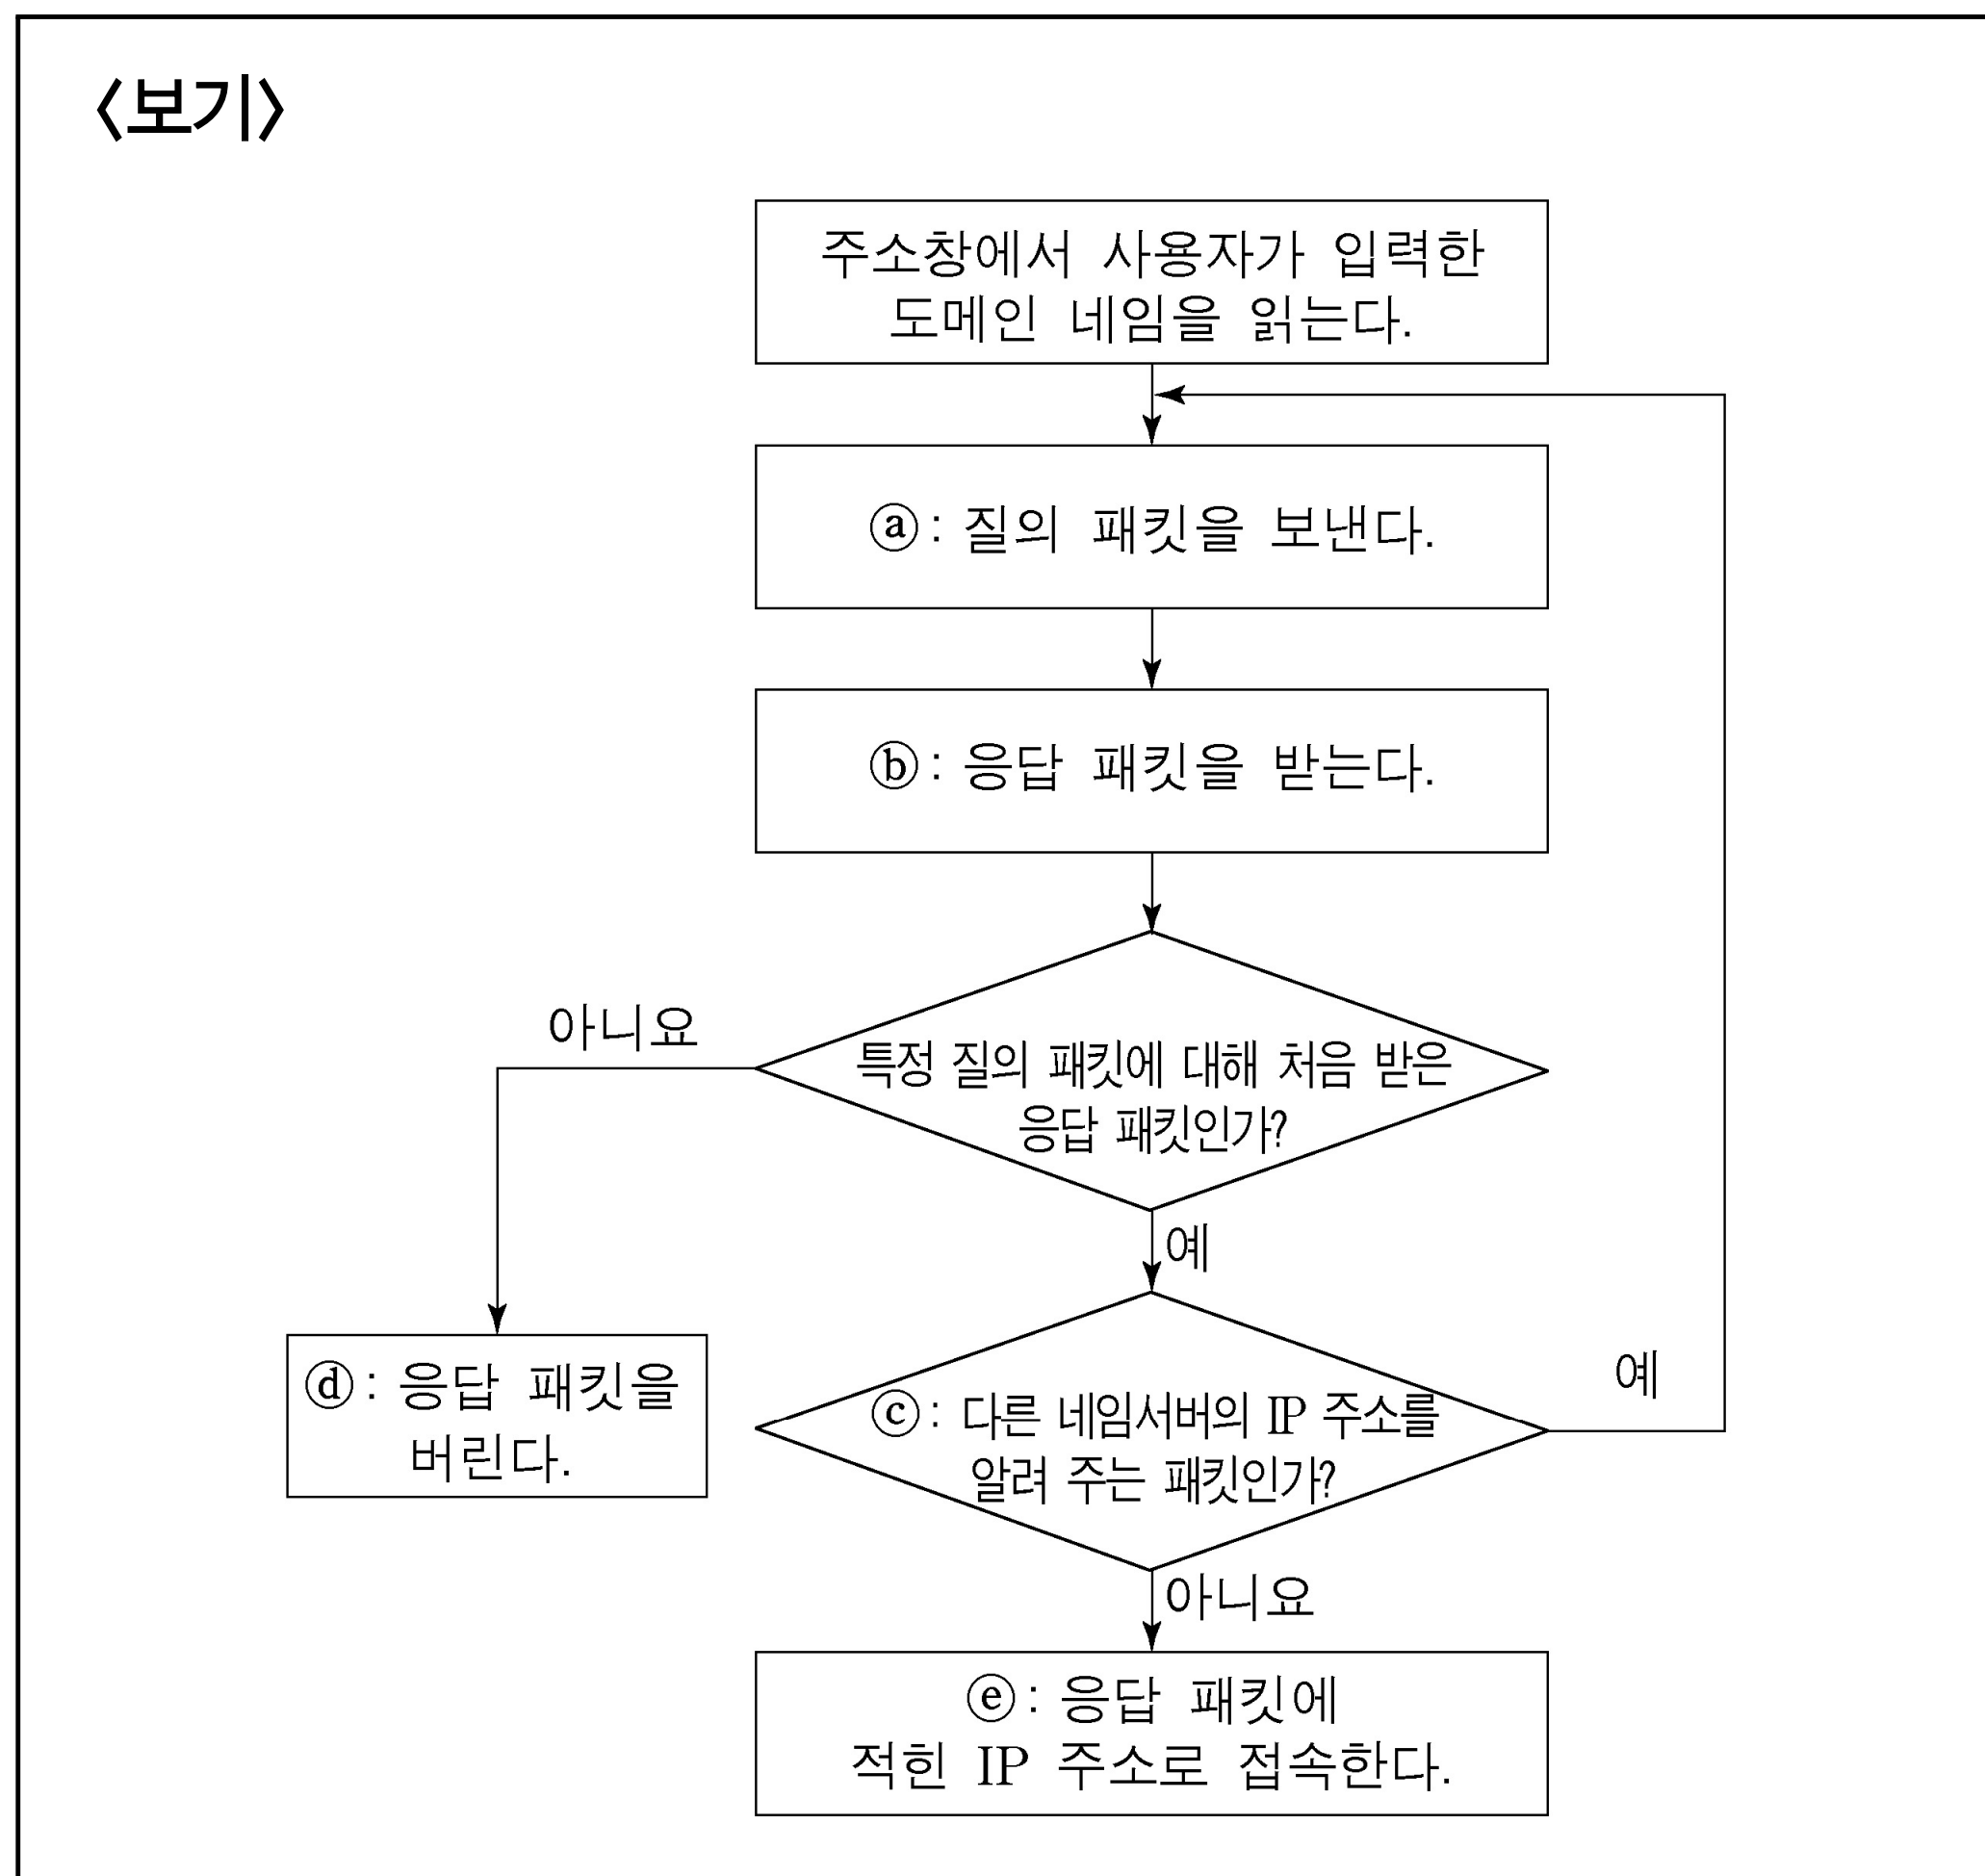 〈보기〉
주소창에서 사용자가 입력한
도메인 네임을 읽는다.
ⓐ: 질의 패킷을 보낸다.
ⓑ: 응답 패킷을 받는다.
아니요
특정 질의 패킷에 대해 처음 받은
응답 패킷인가?
예
ⓓ: 응답 패킷을
버린다.
ⓒ: 다른 네임서버의 IP 주소를
알려 주는 패킷인가?
예
아니요
ⓔ: 응답 패킷에
적힌 IP 주소로 접속한다.